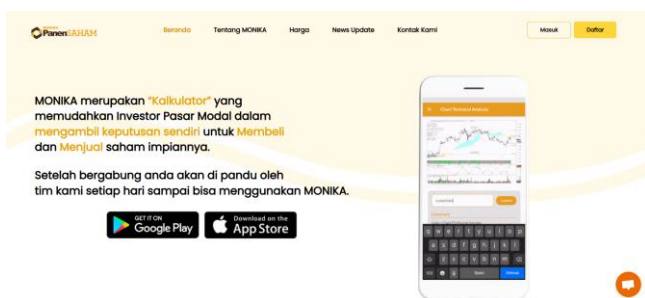 PanenSAHAM
Beranda
Tentang MONIKA
Harga
News Update
Kontak Kami
Masuk
Daftar
MONIKA merupakan "Kalkulator" yang
memudahkan Investor Pasar Modal dalam
mengambil keputusan sendiri untuk Membeli
dan Menjual saham impiannya.
Setelah bergabung anda akan di pandu oleh
tim kami setiap hari sampai bisa menggunakan MONIKA.
GET IT ON
Google Play
Download on the
App Store
Chart Technical Analysis
q w e r t y u i o p
a s d f g h j k l
z x c v b n m